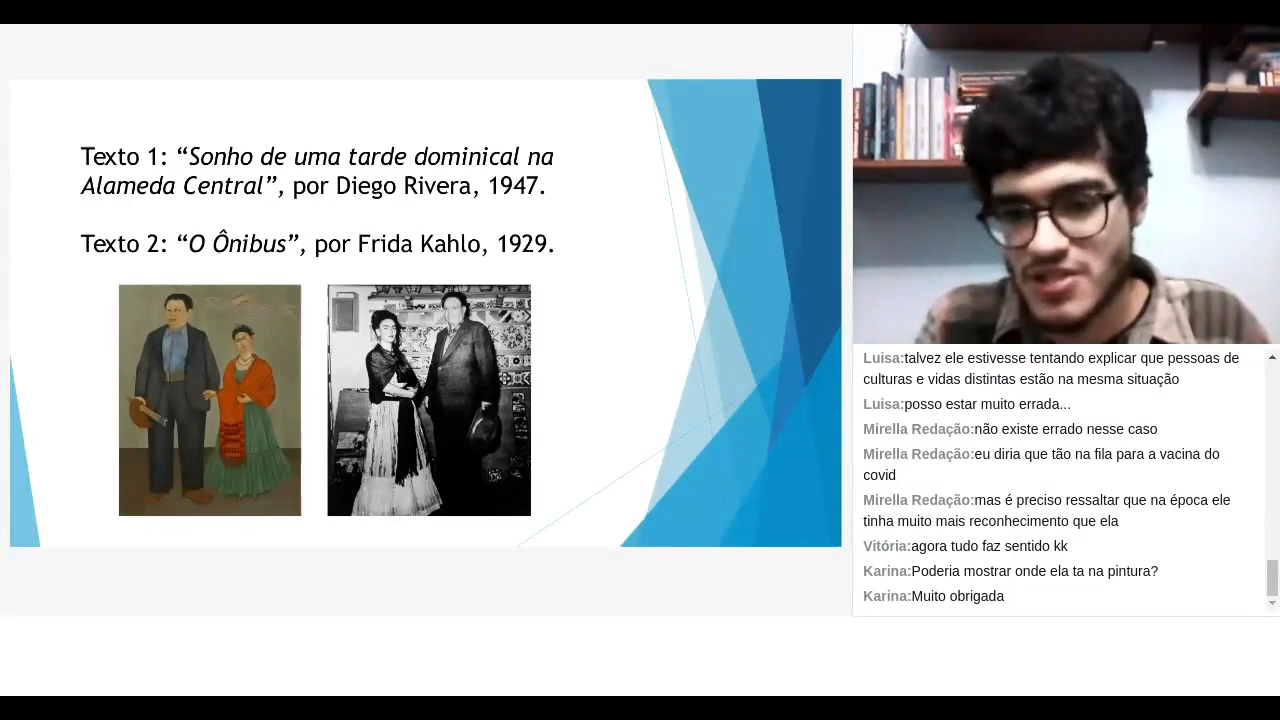 Texto 1: “Sonho de uma tarde dominical na
Alameda Central”, por Diego Rivera, 1947.
Texto 2: “O Ônibus”, por Frida Kahlo, 1929.
Luisa:talvez ele estivesse tentando explicar que pessoas de
culturas e vidas distintas estão na mesma situação
Luisa:posso estar muito errada...
Mirella Redação:não existe errado nesse caso
Mirella Redação:eu diria que tão na fila para a vacina do
covid
Mirella Redação:mas é preciso ressaltar que na época ele
tinha muito mais reconhecimento que ela
Vitória:agora tudo faz sentido kk
Karina:Poderia mostrar onde ela ta na pintura?
Karina:Muito obrigada